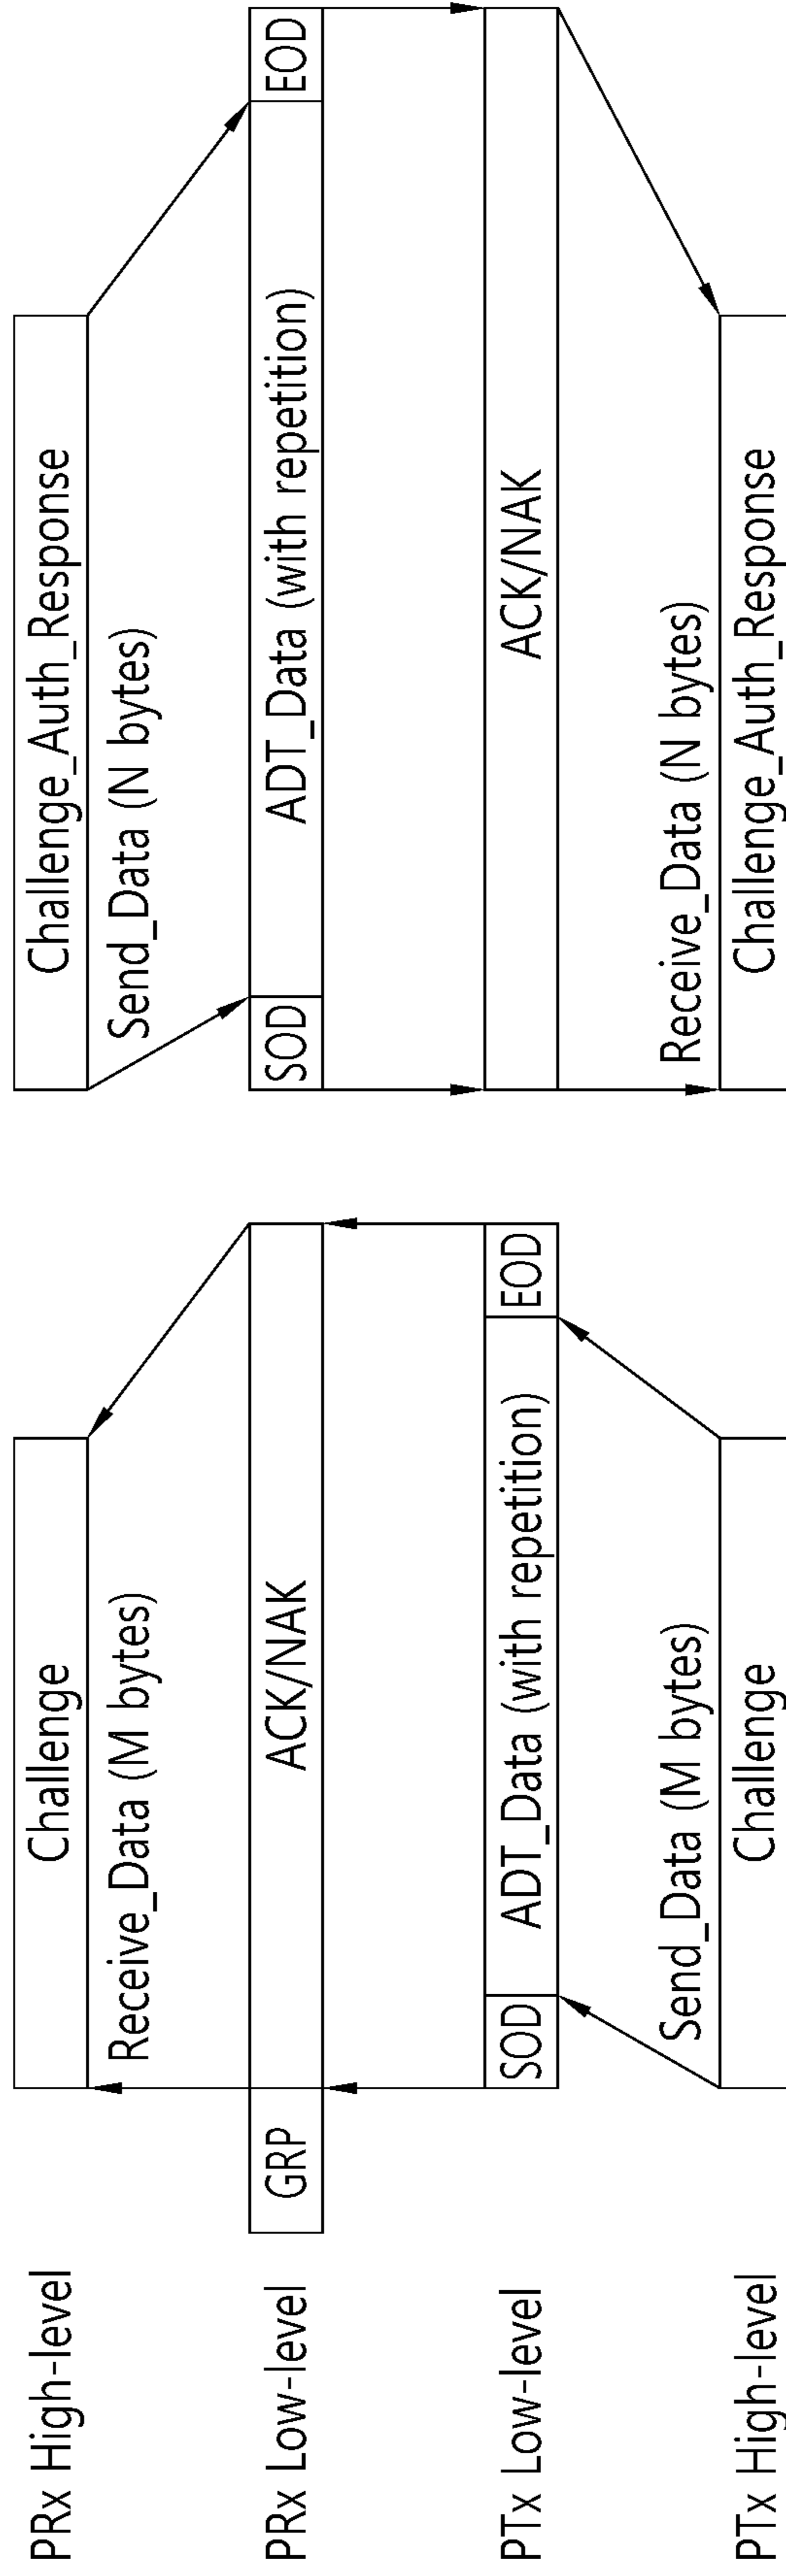 PRx High-level
Challenge
Challenge_Auth_Response
Receive_Data (M bytes)
Send_Data (N bytes)
PRx Low-level
GRP
ACK/NAK
SOD
ADT_Data (with repetition)
EOD
PTx Low-level
SOD
ADT_Data (with repetition)
EOD
ACK/NAK
Send_Data (M bytes)
Receive_Data (N bytes)
PTx High-level
Challenge
Challenge_Auth_Response